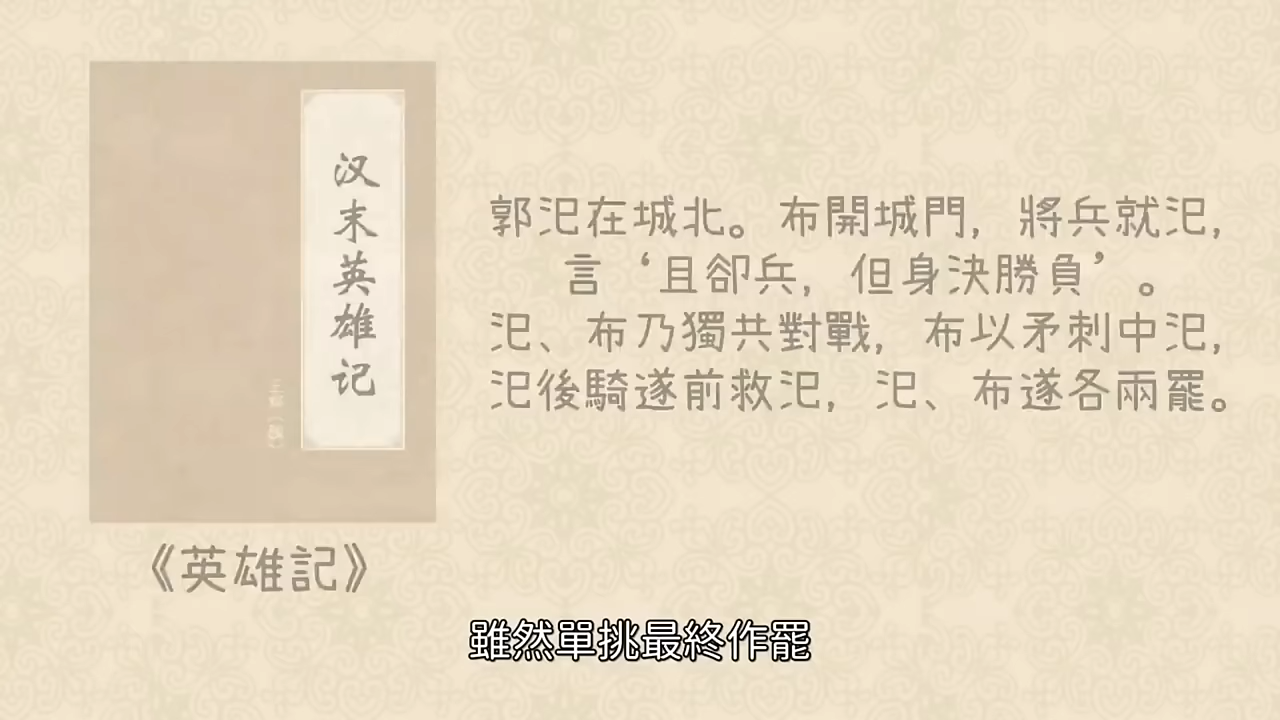 汉末英雄记
《英雄記》
郭汜在城北。布開城門，將兵就汜，
言‘且卻兵，但身決勝負’。
汜、布乃獨共對戰，布以矛刺中汜，
汜後騎遂前救汜，汜、布遂各兩罷。
雖然單挑最終作罷